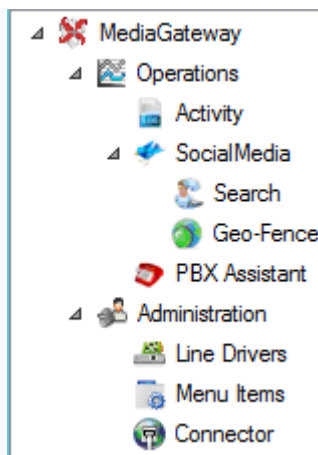 MediaGateway
Operations
Activity
SocialMedia
Search
Geo-Fence
PBX Assistant
Administration
Line Drivers
Menu Items
Connector